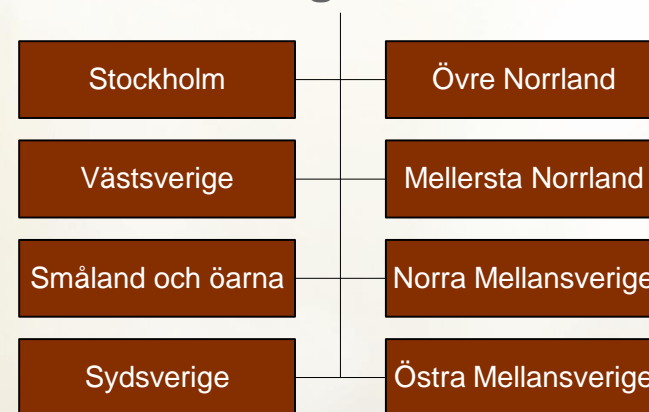 Stockholm
Övre Norrland
Västsverige
Mellersta Norrland
Småland och öarna
Norra Mellansverige
Sydsverige
Östra Mellansverige